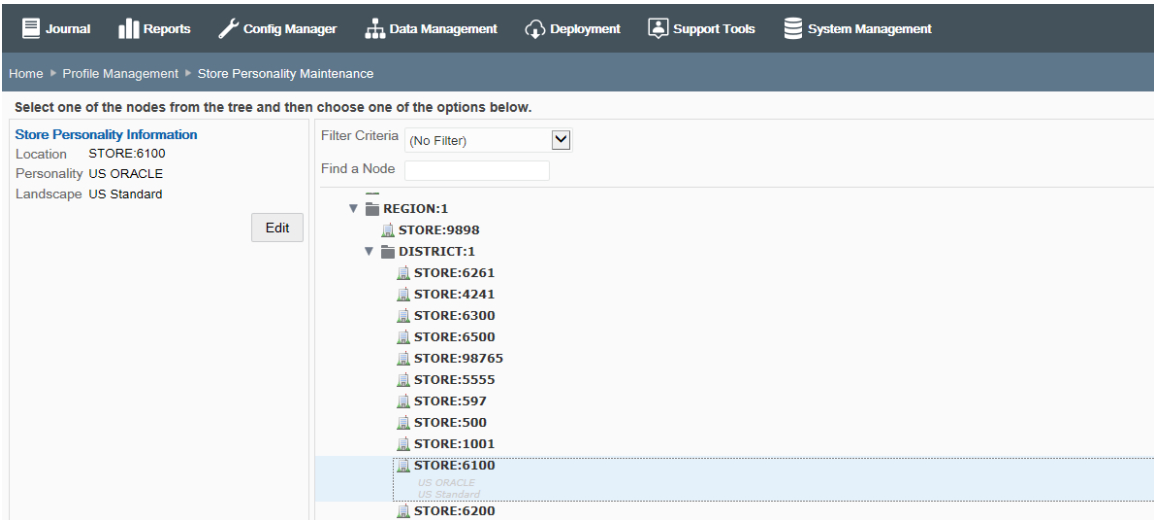 Journal Reports Config Manager Data Management Deployment Support Tools System Management
Home Profile Management Store Personality Maintenance
Select one of the nodes from the tree and then choose one of the options below.
Store Personality Information
Location STORE:6100
Personality US ORACLE
Landscape US Standard
Edit
Filter Criteria (No Filter)
Find a Node
REGION:1
STORE:9898
DISTRICT:1
STORE:6261
STORE:4241
STORE:6300
STORE:6500
STORE:98765
STORE:5555
STORE:597
STORE:500
STORE:1001
STORE:6100
US ORACLE
US Standard
STORE:6200